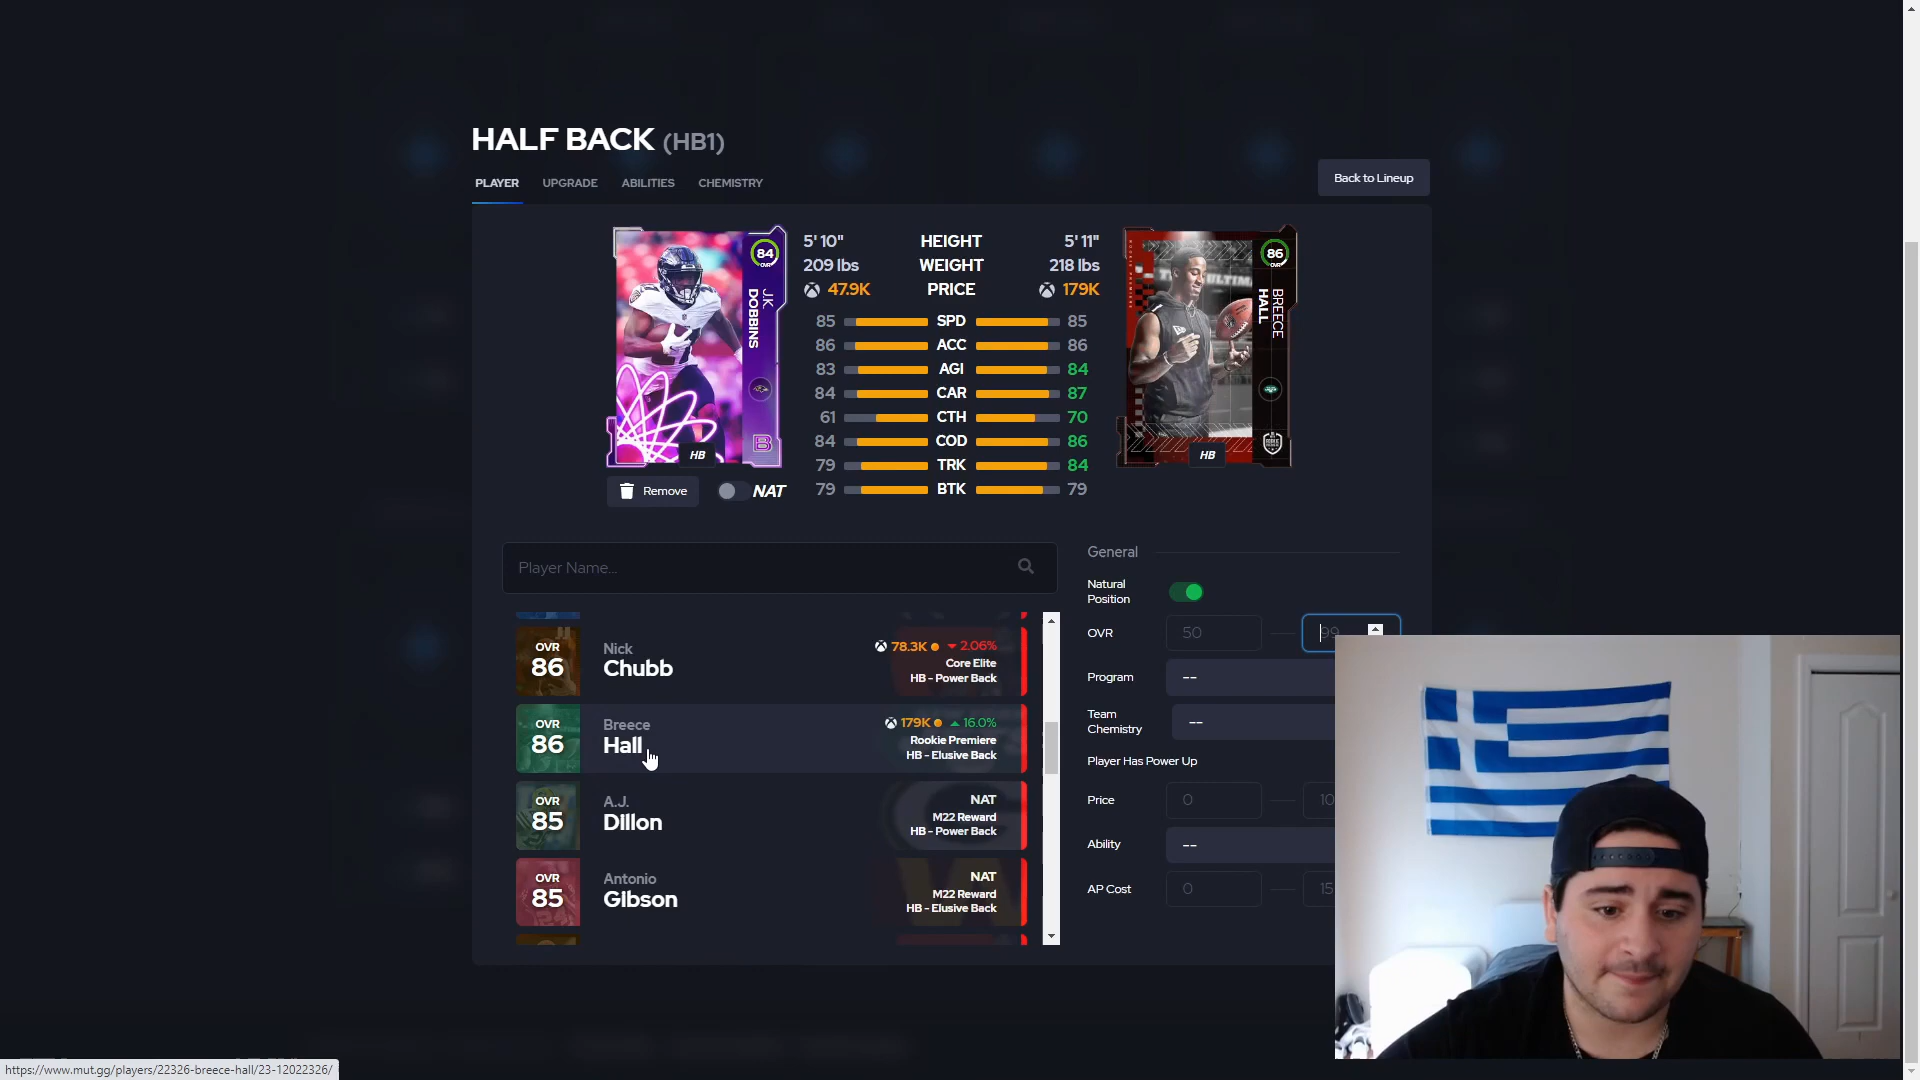 HALF BACK (HB1)
PLAYER UPGRADE ABILITIES CHEMISTRY
Back to Lineup
84 OVR
J.K. DOBBINS
HB
5' 10" HEIGHT 5' 11"
209 lbs WEIGHT 218 lbs
47.9K PRICE 179K
85 SPD 85
86 ACC 86
83 AGI 84
84 CAR 87
61 CTH 70
84 COD 86
79 TRK 84
79 BTK 79
86 OVR
BREECE HALL
HB
Remove NAT
Player Name...
OVR 86
Nick Chubb
78.3K 2.06%
Core Elite
HB - Power Back
OVR 86
Breece Hall
179K 16.0%
Rookie Premiere
HB - Elusive Back
OVR 85
A.J. Dillon
NAT
M22 Reward
HB - Power Back
OVR 85
Antonio Gibson
NAT
M22 Reward
HB - Elusive Back
General
Natural Position
OVR 50 99
Program --
Team Chemistry --
Player Has Power Up
Price 0 10
Ability --
AP Cost 0 15
https://www.mut.gg/players/22326-breece-hall/23-12022326/